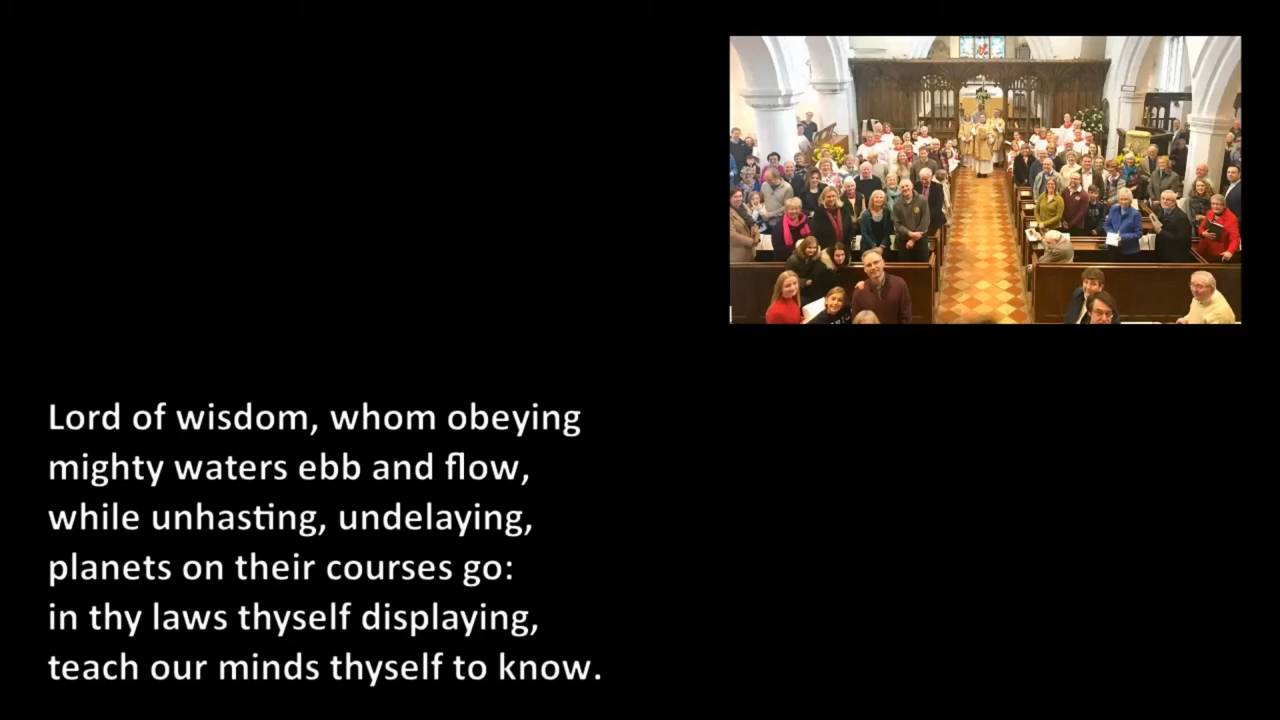 Lord of wisdom, whom obeying
mighty waters ebb and flow,
while unhasting, undelaying,
planets on their courses go:
in thy laws thyself displaying,
teach our minds thyself to know.